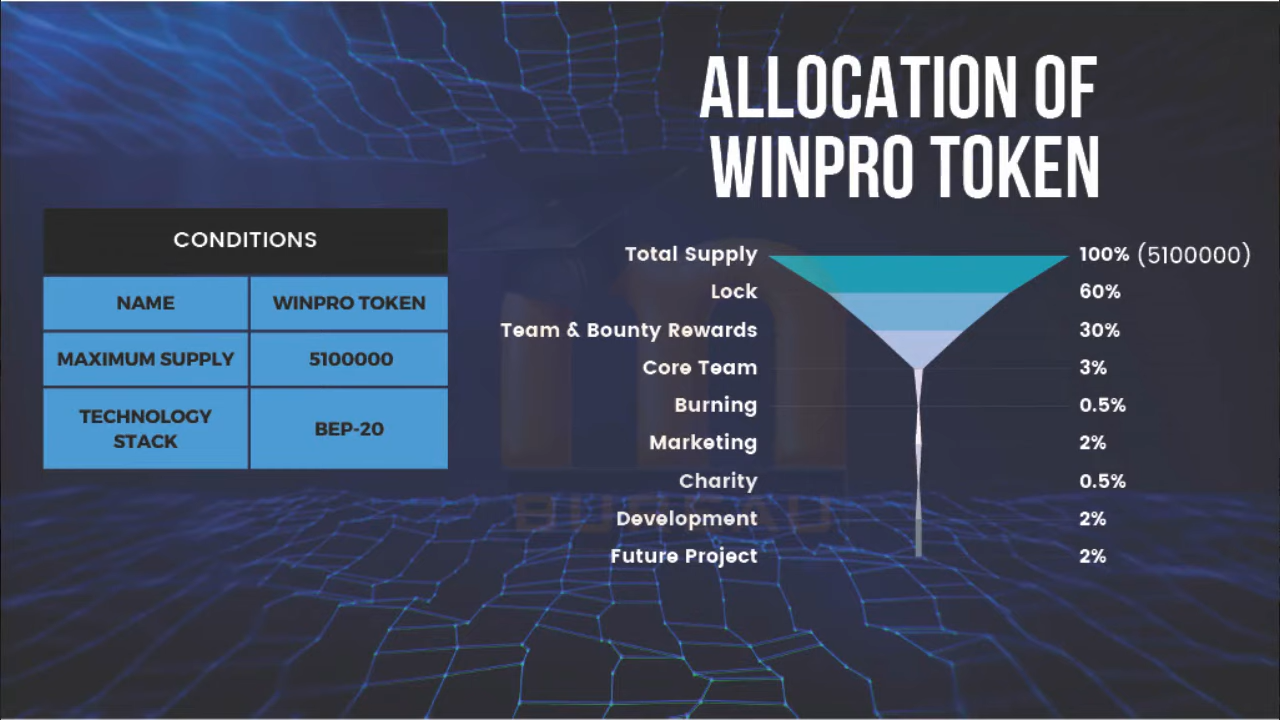 ALLOCATION OF
WINPRO TOKEN
CONDITIONS
NAME WINPRO TOKEN
MAXIMUM SUPPLY 5100000
TECHNOLOGY
STACK BEP-20
Total Supply 100% (5100000)
Lock 60%
Team & Bounty Rewards 30%
Core Team 3%
Burning 0.5%
Marketing 2%
Charity 0.5%
Development 2%
Future Project 2%